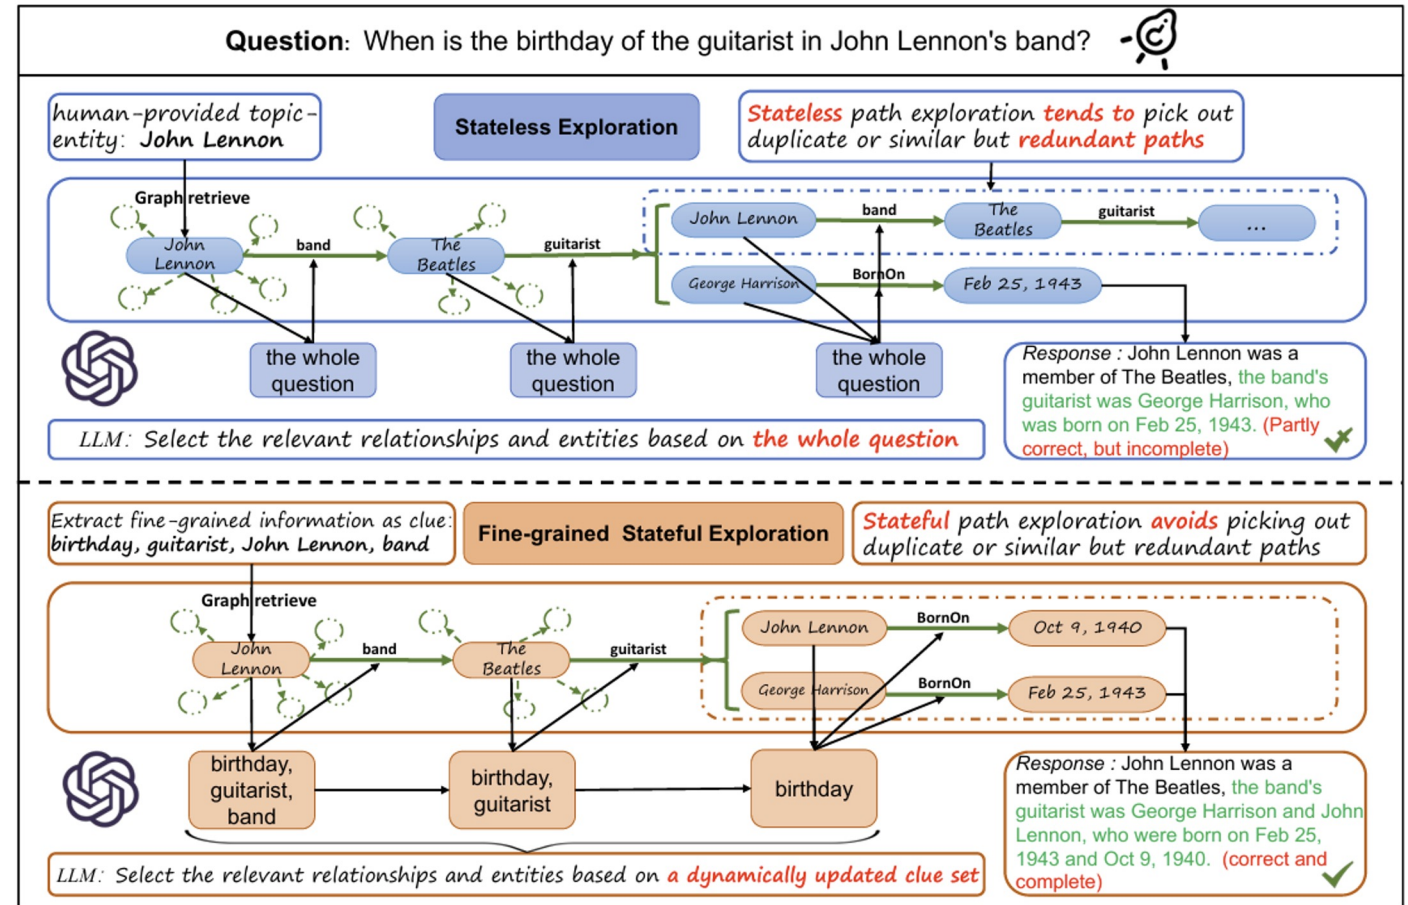 Question: When is the birthday of the guitarist in John Lennon's band?
human-provided topic-
entity: John Lennon
Stateless Exploration
Stateless path exploration tends to pick out
duplicate or similar but redundant paths
Graph retrieve
John
Lennon
band
The
Beatles
guitarist
John Lennon
band
The
Beatles
guitarist
...
George Harrison
BornOn
Feb 25, 1943
the whole
question
the whole
question
the whole
question
Response : John Lennon was a
member of The Beatles, the band's
guitarist was George Harrison, who
was born on Feb 25, 1943. (Partly
correct, but incomplete)
LLM: Select the relevant relationships and entities based on the whole question
Extract fine-grained information as clue:
birthday, guitarist, John Lennon, band
Fine-grained Stateful Exploration
Stateful path exploration avoids picking out
duplicate or similar but redundant paths
Graph retrieve
John
Lennon
band
The
Beatles
guitarist
John Lennon
BornOn
Oct 9, 1940
George Harrison
BornOn
Feb 25, 1943
birthday,
guitarist,
band
birthday,
guitarist
birthday
Response : John Lennon was a
member of The Beatles, the band's
guitarist was George Harrison and John
Lennon, who were born on Feb 25,
1943 and Oct 9, 1940. (correct and
complete)
LLM: Select the relevant relationships and entities based on a dynamically updated clue set